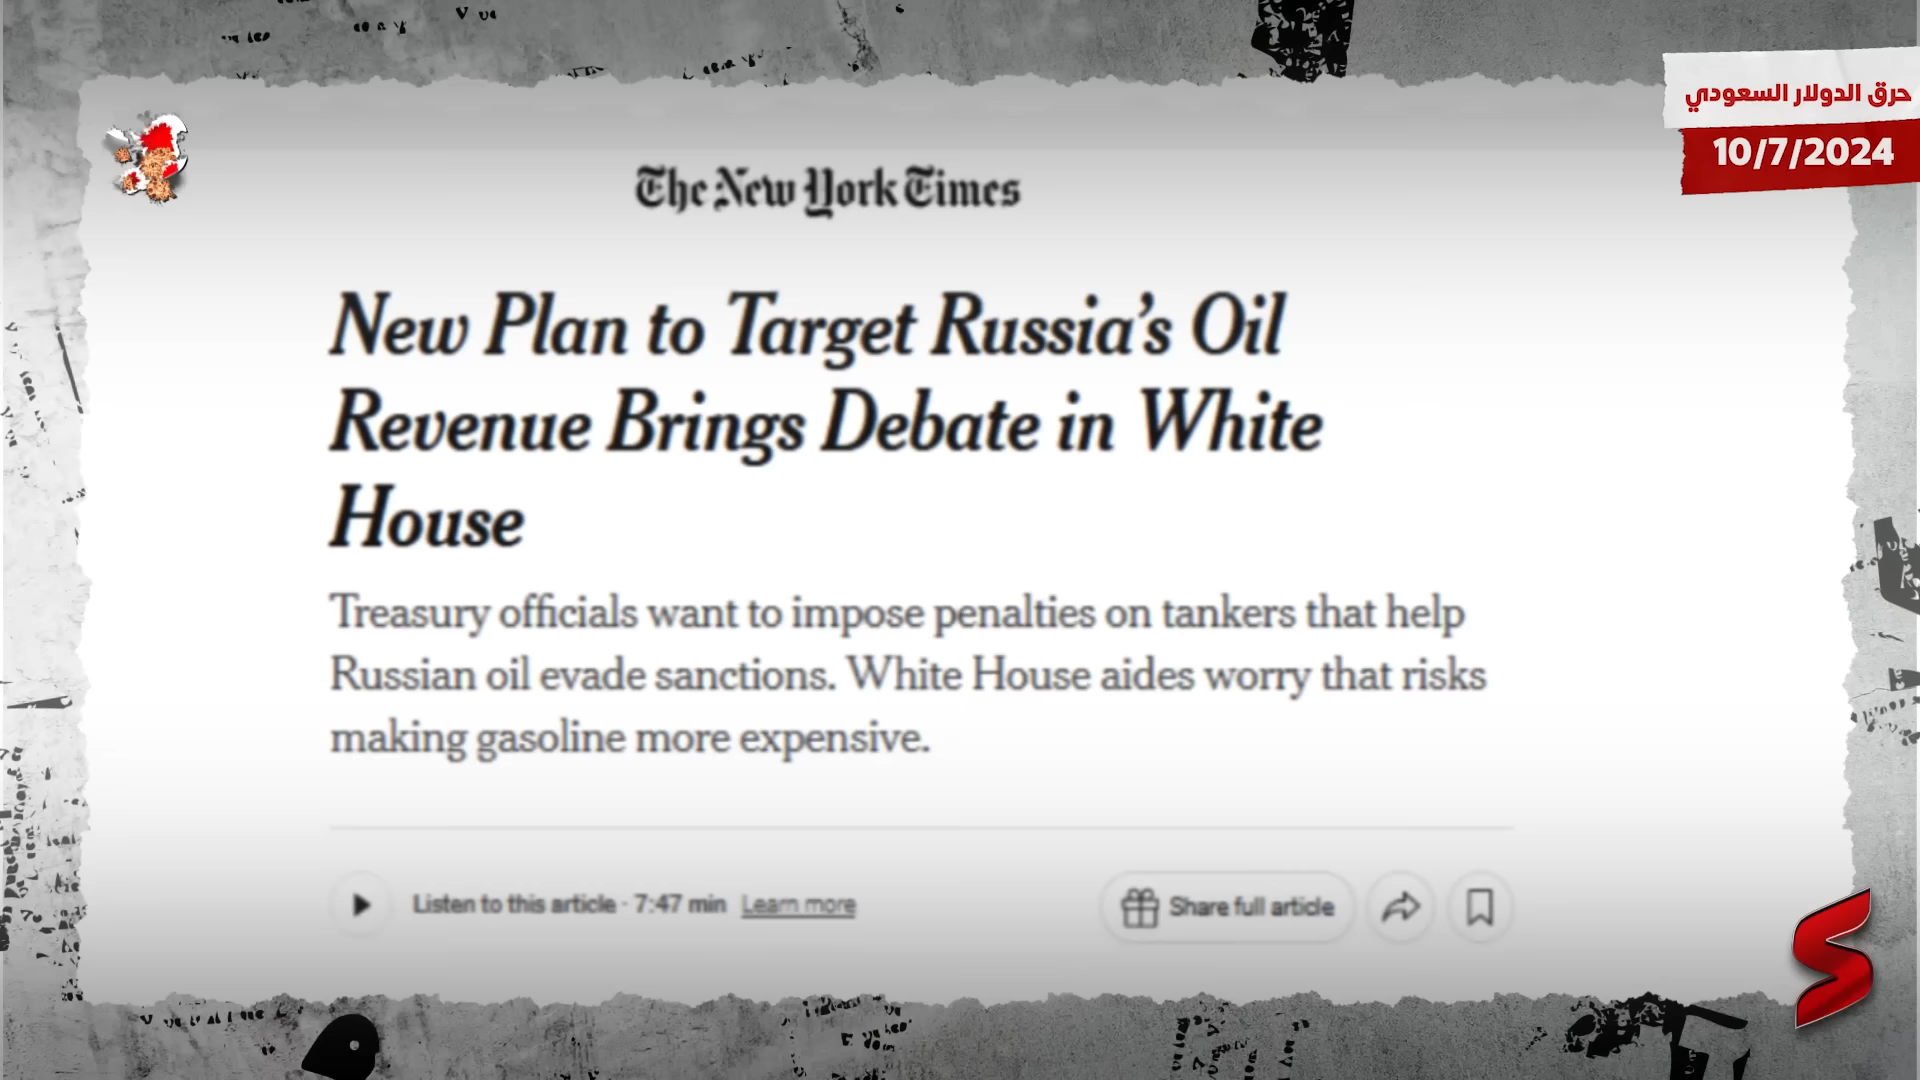 حرق الدولار السعودي
10/7/2024
The New York Times
New Plan to Target Russia’s Oil
Revenue Brings Debate in White
House
Treasury officials want to impose penalties on tankers that help
Russian oil evade sanctions. White House aides worry that risks
making gasoline more expensive.
Listen to this article · 7:47 min Learn more
Share full article